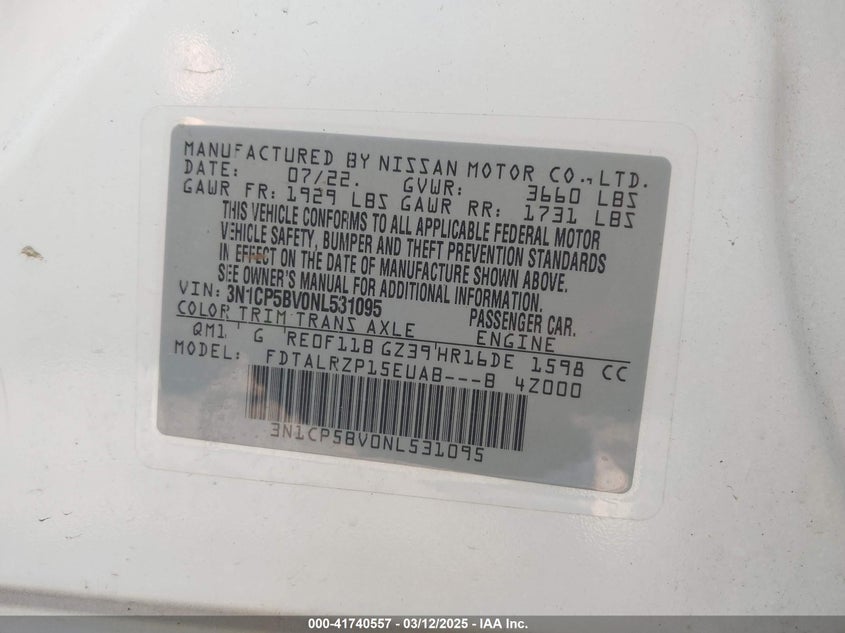 MANUFACTURED BY NISSAN MOTOR CO.,LTD.
DATE: 07/22. GVWR: 3660 LBS
GAWR FR: 1929 LBS GAWR RR: 1731 LBS
THIS VEHICLE CONFORMS TO ALL APPLICABLE FEDERAL MOTOR
VEHICLE SAFETY, BUMPER AND THEFT PREVENTION STANDARDS
IN EFFECT ON THE DATE OF MANUFACTURE SHOWN ABOVE.
SEE OWNER'S MANUAL FOR ADDITIONAL INFORMATION.
VIN: 3N1CP5BV0NL531095 PASSENGER CAR.
COLOR TRIM TRANS AXLE ENGINE
QM1 ' G 'RE0F11B GZ39'HR16DE 1598 CC
MODEL: FDTALRZP15EUAB---B 4Z000
3N1CP5BV0NL531095
000-41740557 — 03/12/2025 — IAA Inc.